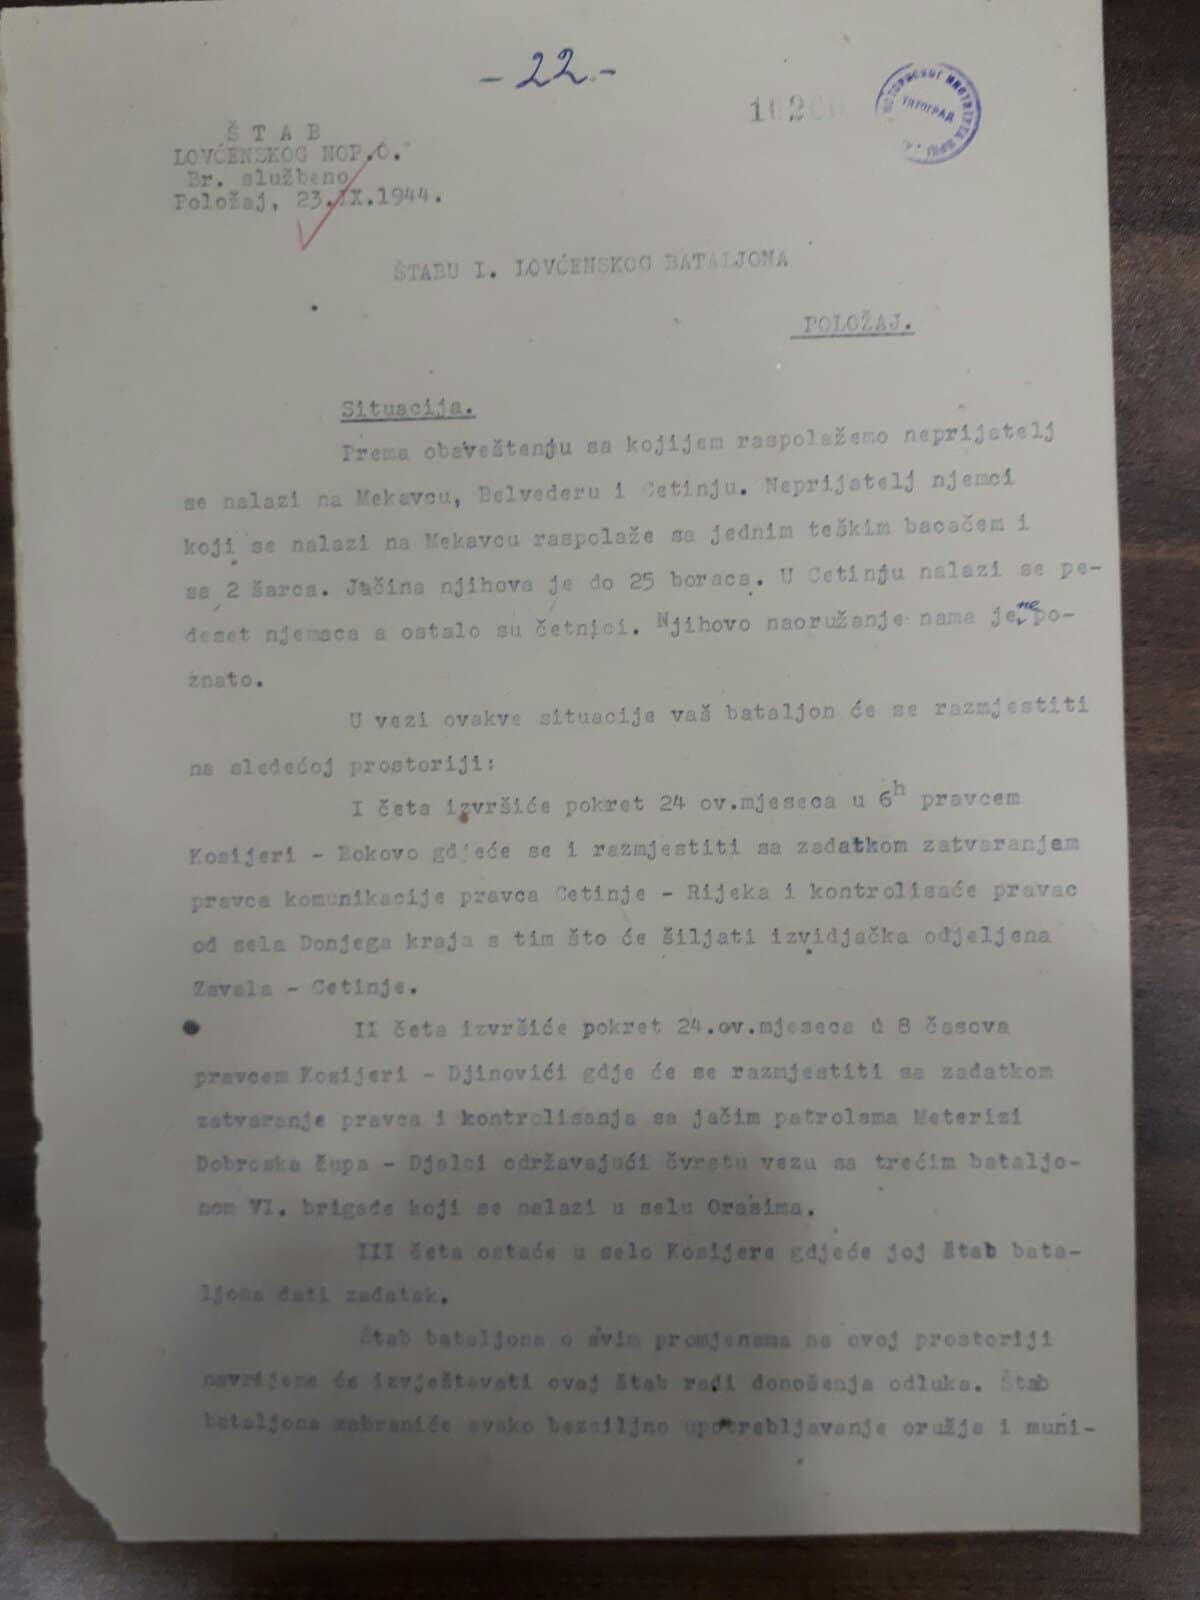 - 22 -
ТИТОГРАД
ŠTAB
LOVĆENSKOG NOP.O.
Br. službeno
Položaj, 23.IX.1944.
ŠTABU I. LOVĆENSKOG BATALJONA
POLOŽAJ.
Situacija.
Prema obaveštenju sa kojijem raspolažemo neprijatelj
se nalazi na Mekavcu, Belvederu i Cetinju. Neprijatelj njemci
koji se nalazi na Mekavcu raspolaže sa jednim teškim bacačem i
sa 2 šarca. Jačina njihova je do 25 boraca. U Cetinju nalazi se pe-
deset njemaca a ostalo su četnici. Njihovo naoružanje nama je ne po-
znato.
U vezi ovakve situacije vaš bataljon će se razmjestiti
na sledećoj prostoriji:
I četa izvršiće pokret 24 ov.mjeseca u 6h pravcem
Kosijeri - Bokovo gdjeće se i razmjestiti sa zadatkom zatvaranjem
pravca komunikacije pravca Cetinje - Rijeka i kontrolisaće pravac
od sela Donjega kraja s tim što će šiljati izvidjačka odjeljena
Zavala - Cetinje.
II četa izvršiće pokret 24.ov.mjeseca u 8 časova
pravcem Kosijeri - Djinovići gdje će se razmjestiti sa zadatkom
zatvaranje pravca i kontrolisanja sa jačim patrolama Meterizi
Dobrska župa - Djalci održavajući čvrstu vezu sa trećim bataljo-
nom VI. brigade koji se nalazi u selu Orasima.
III četa ostaće u selo Kosijere gdjeće joj štab bata-
ljona dati zadatak.
Štab bataljona o svim promjenama na ovoj prostoriji
navrijeme će izvještavati ovaj štab radi donošenja odluka. Štab
bataljona zabraniće svako bezsiljno upotrebljavanje oružja i muni-